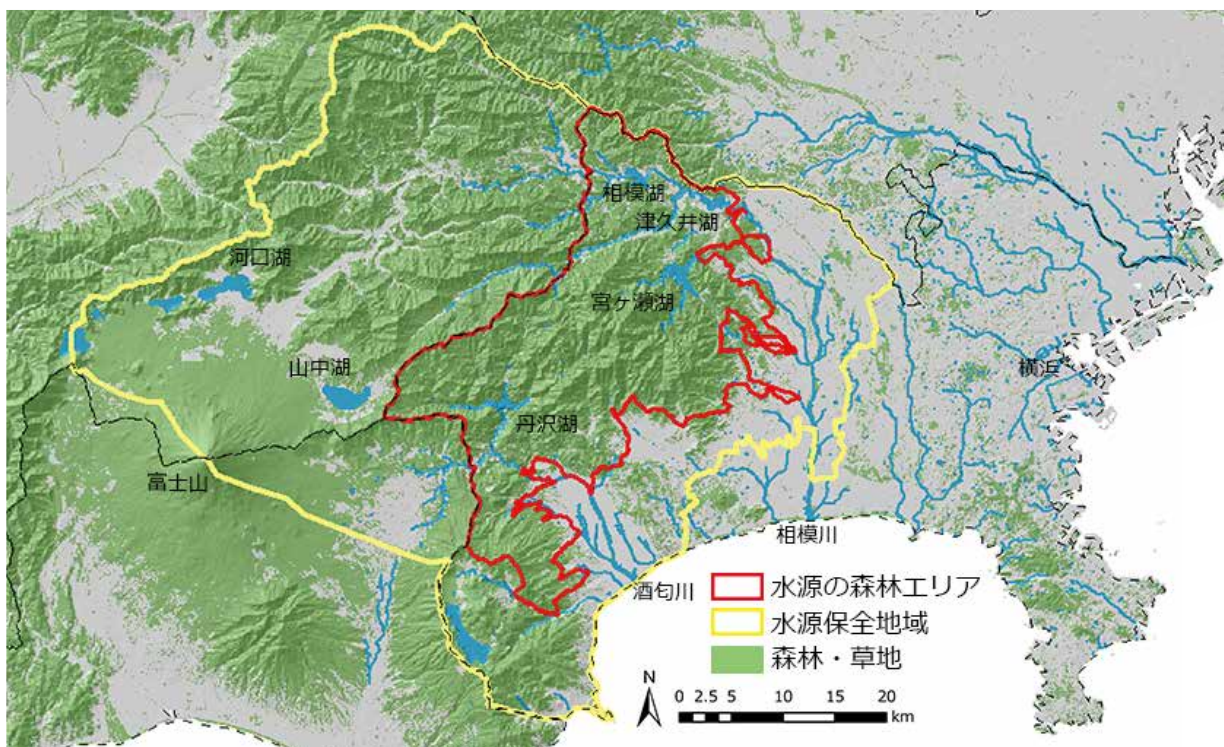 相模湖
津久井湖
河口湖
宮ヶ瀬湖
山中湖
横浜
丹沢湖
富士山
相模川
酒匂川
水源の森林エリア
水源保全地域
森林・草地
N
0 2.5 5 10 15 20
km